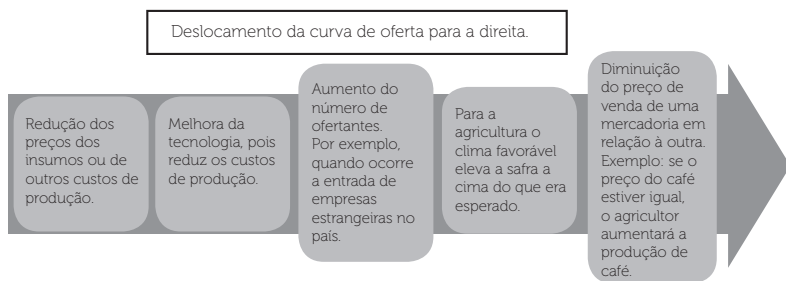 Deslocamento da curva de oferta para a direita.
Redução dos
preços dos
insumos ou de
outros custos de
produção.
Melhora da
tecnologia, pois
reduz os custos
de produção.
Aumento do
número de
ofertantes.
Por exemplo,
quando ocorre
a entrada de
empresas
estrangeiras no
país.
Para a
agricultura o
clima favorável
eleva a safra a
cima do que era
esperado.
Diminuição
do preço de
venda de uma
mercadoria em
relação à outra.
Exemplo: se o
preço do café
estiver igual,
o agricultor
aumentará a
produção de
café.